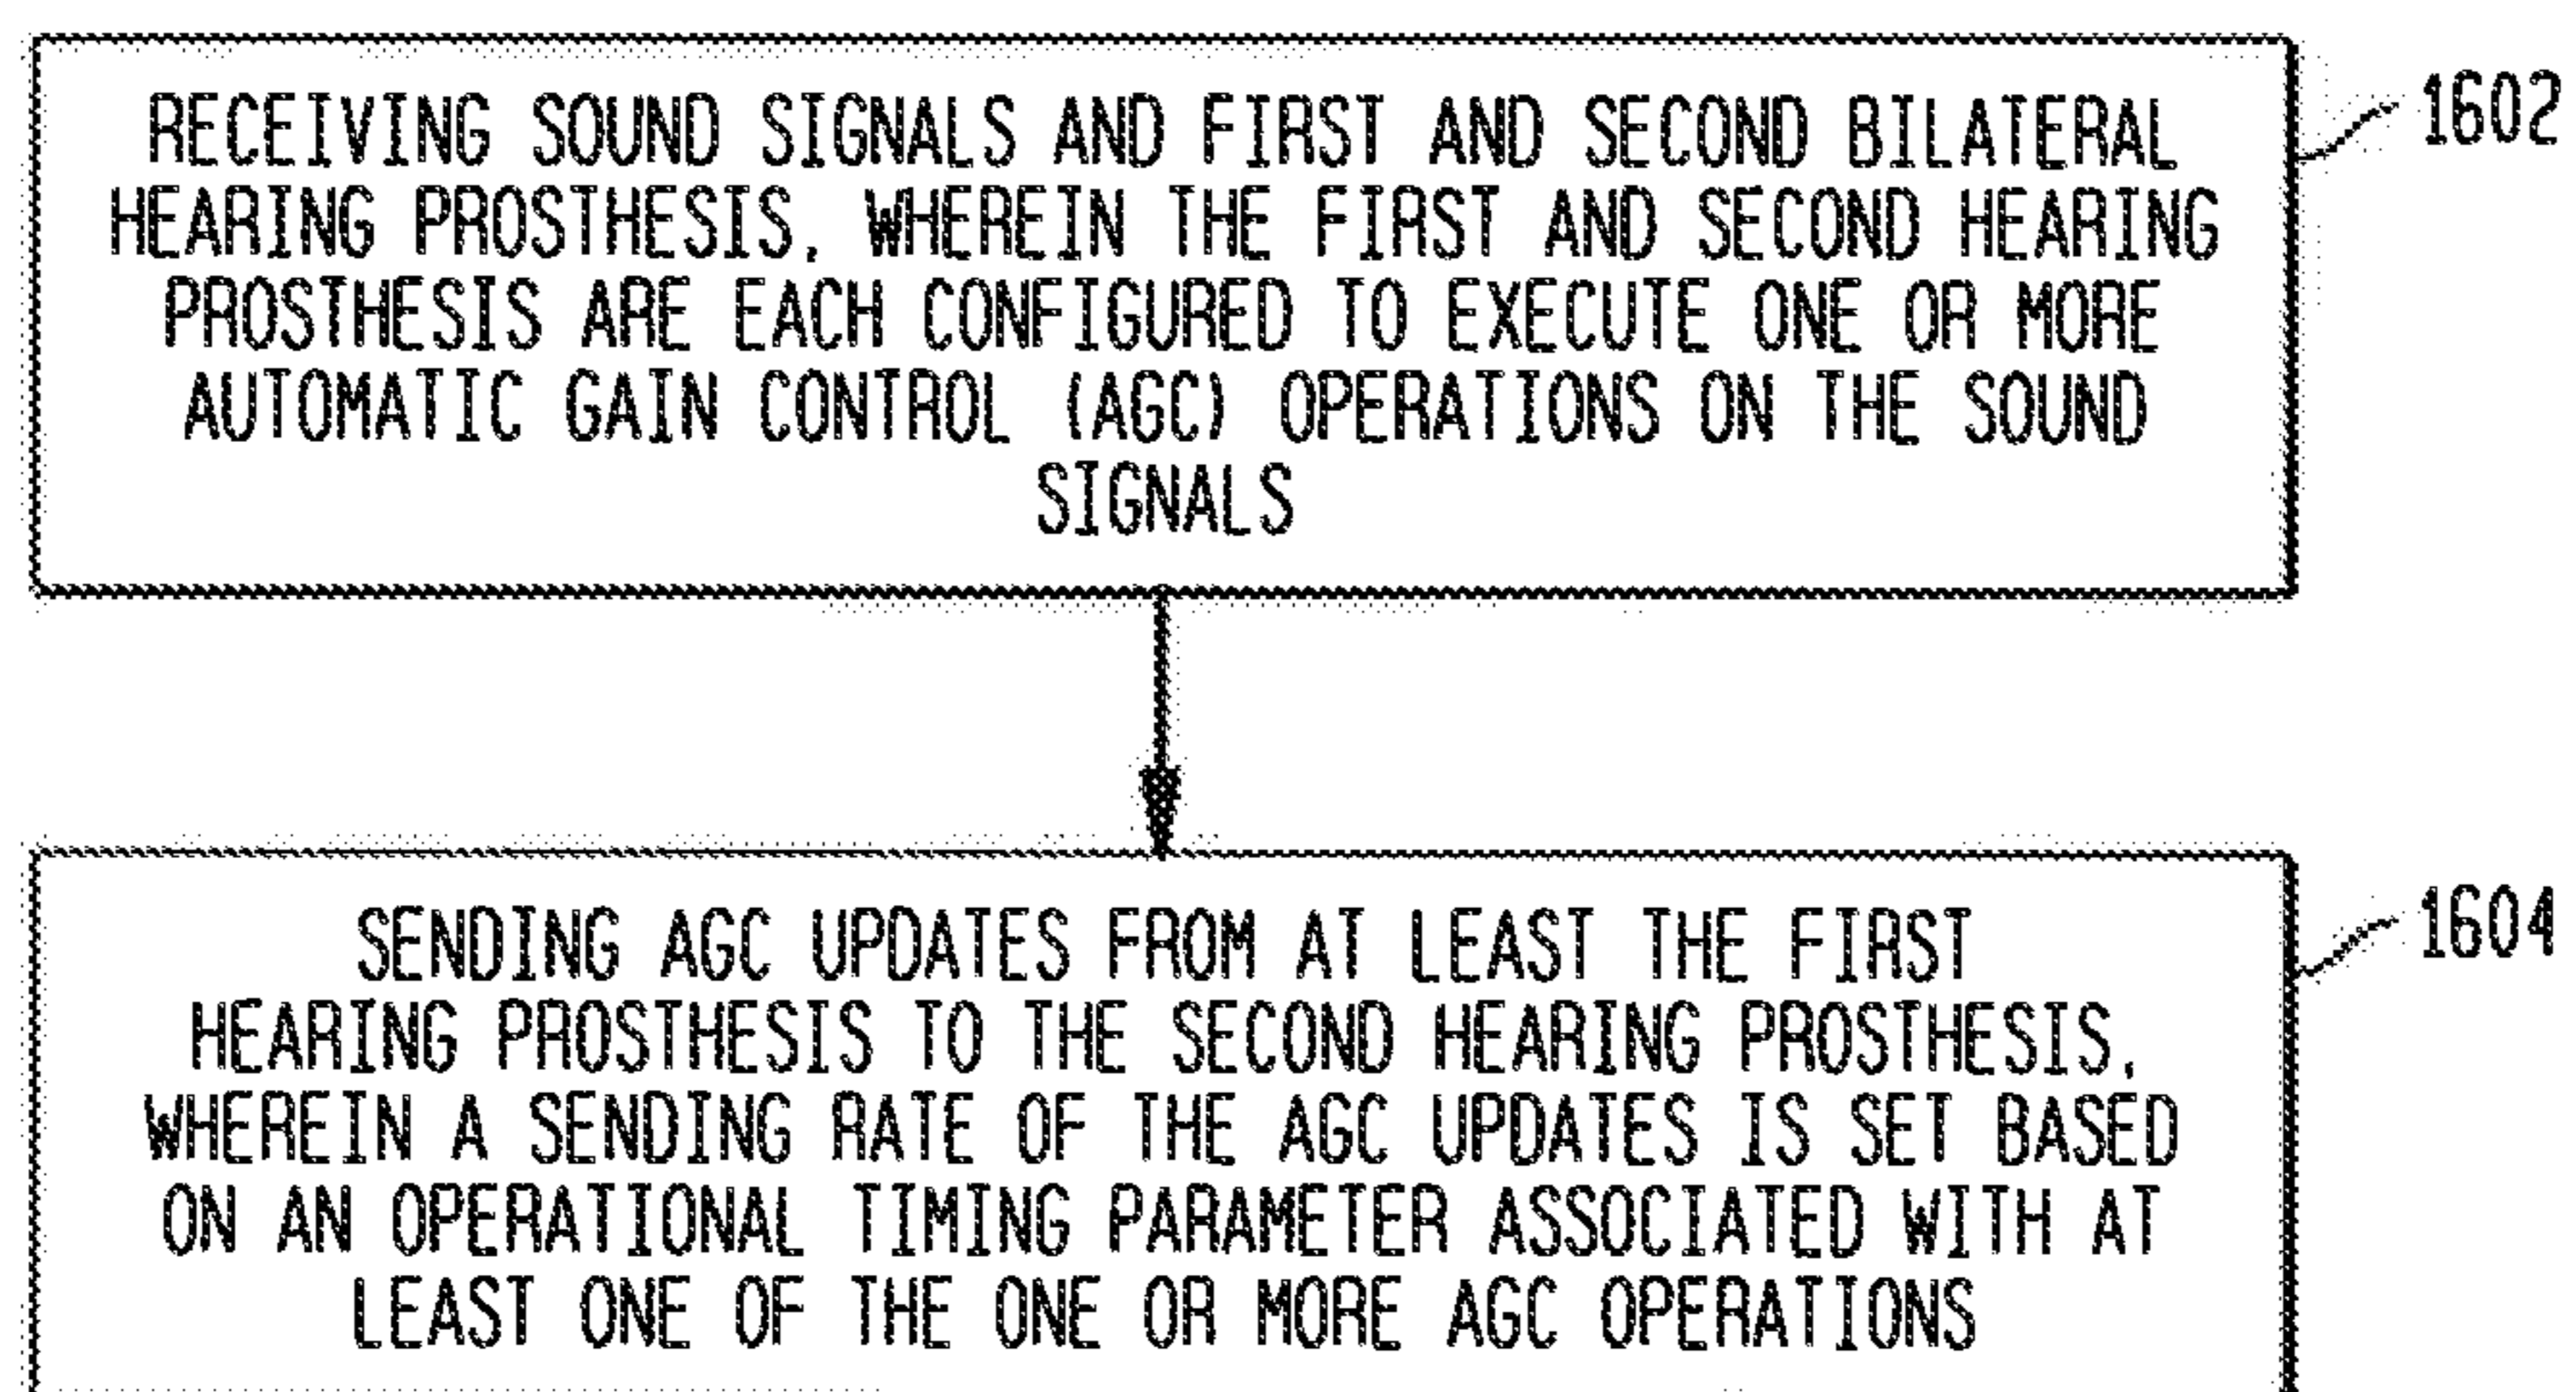 RECEIVING SOUND SIGNALS AND FIRST AND SECOND BILATERAL
HEARING PROSTHESIS, WHEREIN THE FIRST AND SECOND HEARING
PROSTHESIS ARE EACH CONFIGURED TO EXECUTE ONE OR MORE
AUTOMATIC GAIN CONTROL (AGC) OPERATIONS ON THE SOUND
SIGNALS
1602
SENDING AGC UPDATES FROM AT LEAST THE FIRST
HEARING PROSTHESIS TO THE SECOND HEARING PROSTHESIS,
WHEREIN A SENDING RATE OF THE AGC UPDATES IS SET BASED
ON AN OPERATIONAL TIMING PARAMETER ASSOCIATED WITH AT
LEAST ONE OF THE ONE OR MORE AGC OPERATIONS
1604